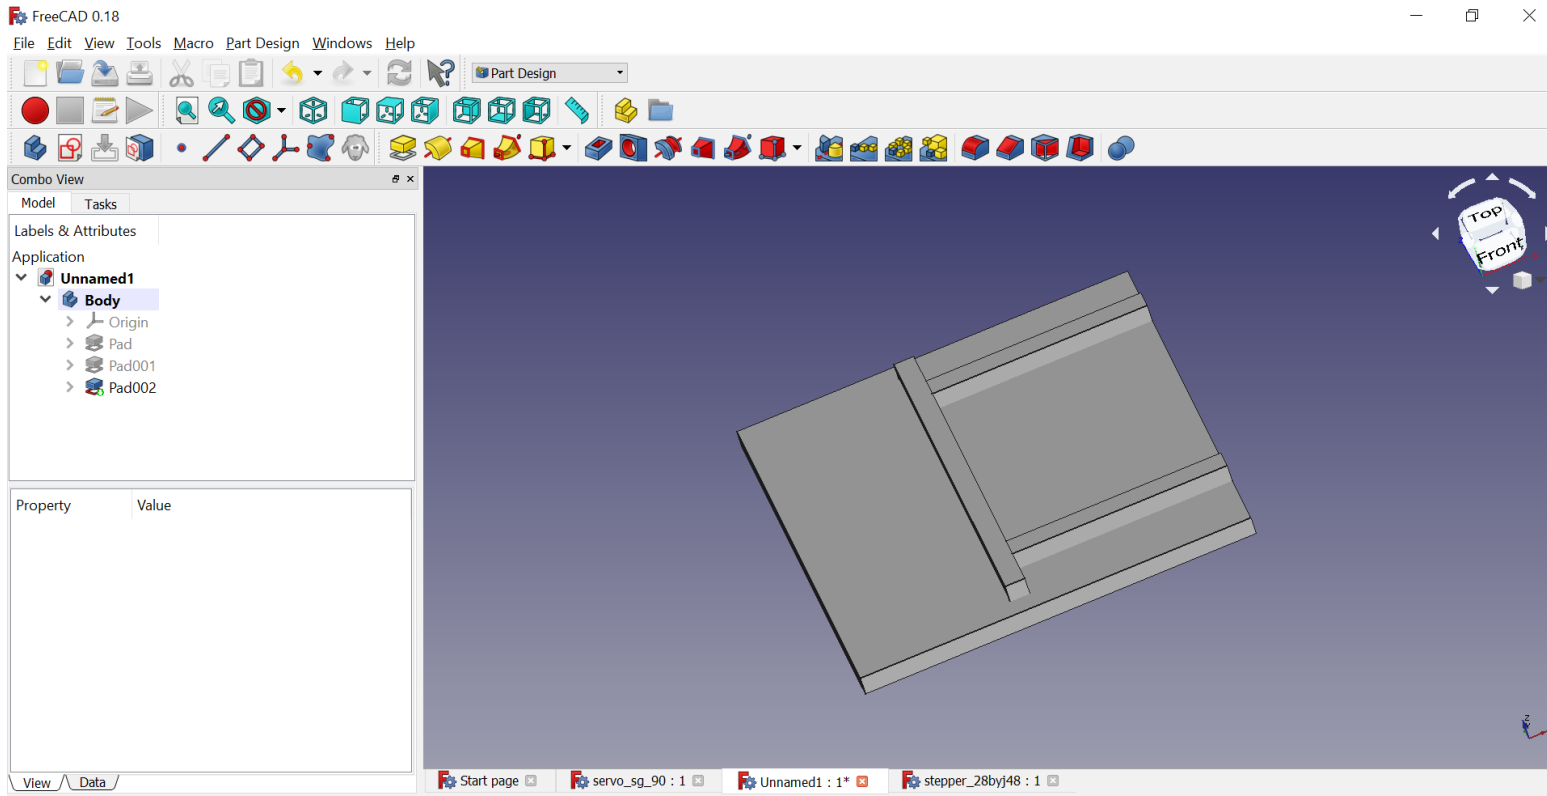 FreeCAD 0.18
File Edit View Tools Macro Part Design Windows Help
Part Design
Combo View
Model Tasks
Labels & Attributes
Application
Unnamed1
Body
Origin
Pad
Pad001
Pad002
Property Value
View Data
Top
Front
Z
Start page servo_sg_90 : 1 Unnamed1 : 1* stepper_28byj48 : 1